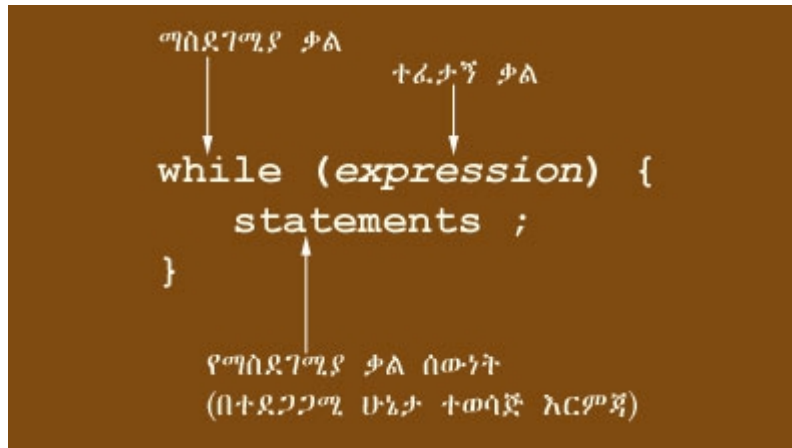 ማስደገሚያ ቃል
ተፈታኝ ቃል
while (expression) {
statements ;
}
የማስደገሚያ ቃል ሰውነት
(በተደጋጋሚ ሁኔታ ተወሳጅ እርምጃ)